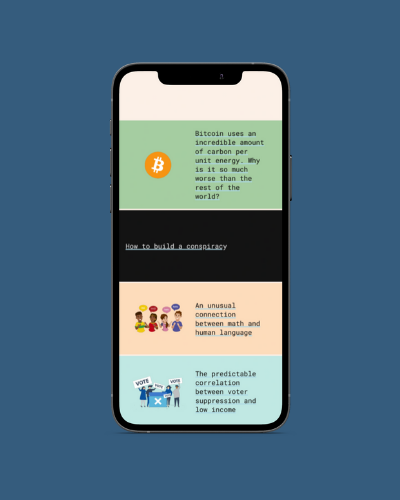 Bitcoin uses an
incredible amount
of carbon per
unit energy. Why
is it so much
worse than the
rest of the
world?
How to build a conspiracy
An unusual
connection
between math and
human language
VOTE
VOTE
The predictable
correlation
between voter
suppression and
low income